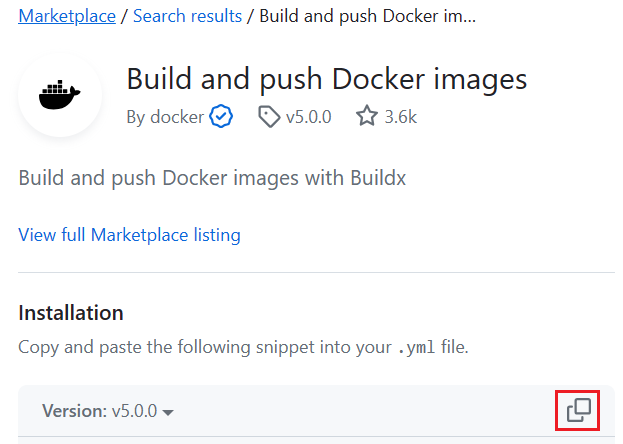 Marketplace / Search results / Build and push Docker im...
Build and push Docker images
By docker v5.0.0 3.6k
Build and push Docker images with Buildx
View full Marketplace listing
Installation
Copy and paste the following snippet into your .yml file.
Version: v5.0.0